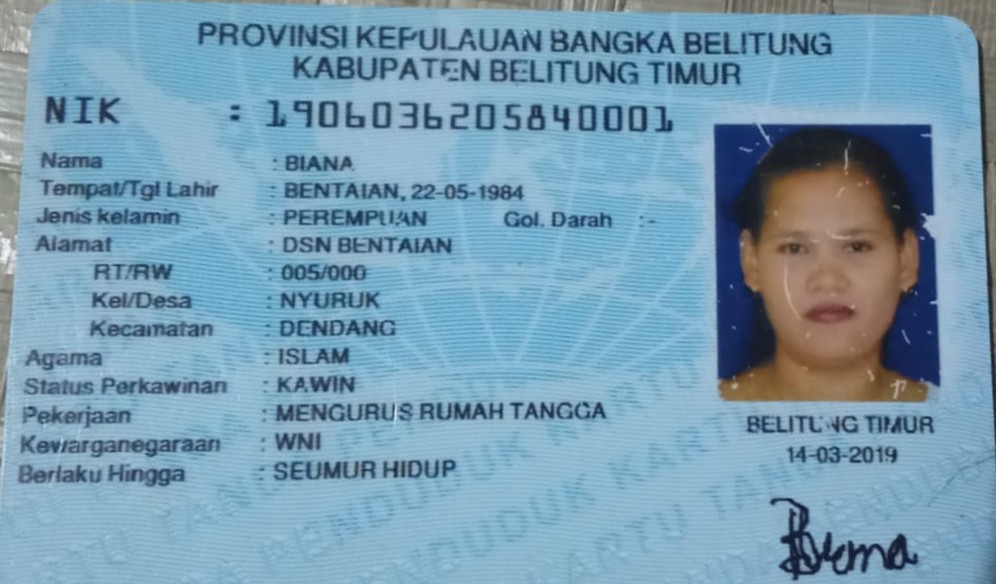 PROVINSI KEPULAUAN BANGKA BELITUNG
KABUPATEN BELITUNG TIMUR
NIK : 1906036205840001
Nama : BIANA
Tempat/Tgl Lahir : BENTAIAN, 22-05-1984
Jenis kelamin : PEREMPUAN Gol. Darah :-
Alamat : DSN BENTAIAN
RT/RW : 005/000
Kel/Desa : NYURUK
Kecamatan : DENDANG
Agama : ISLAM
Status Perkawinan : KAWIN
Pekerjaan : MENGURUS RUMAH TANGGA
Kewarganegaraan : WNI
Berlaku Hingga : SEUMUR HIDUP
BELITUNG TIMUR
14-03-2019